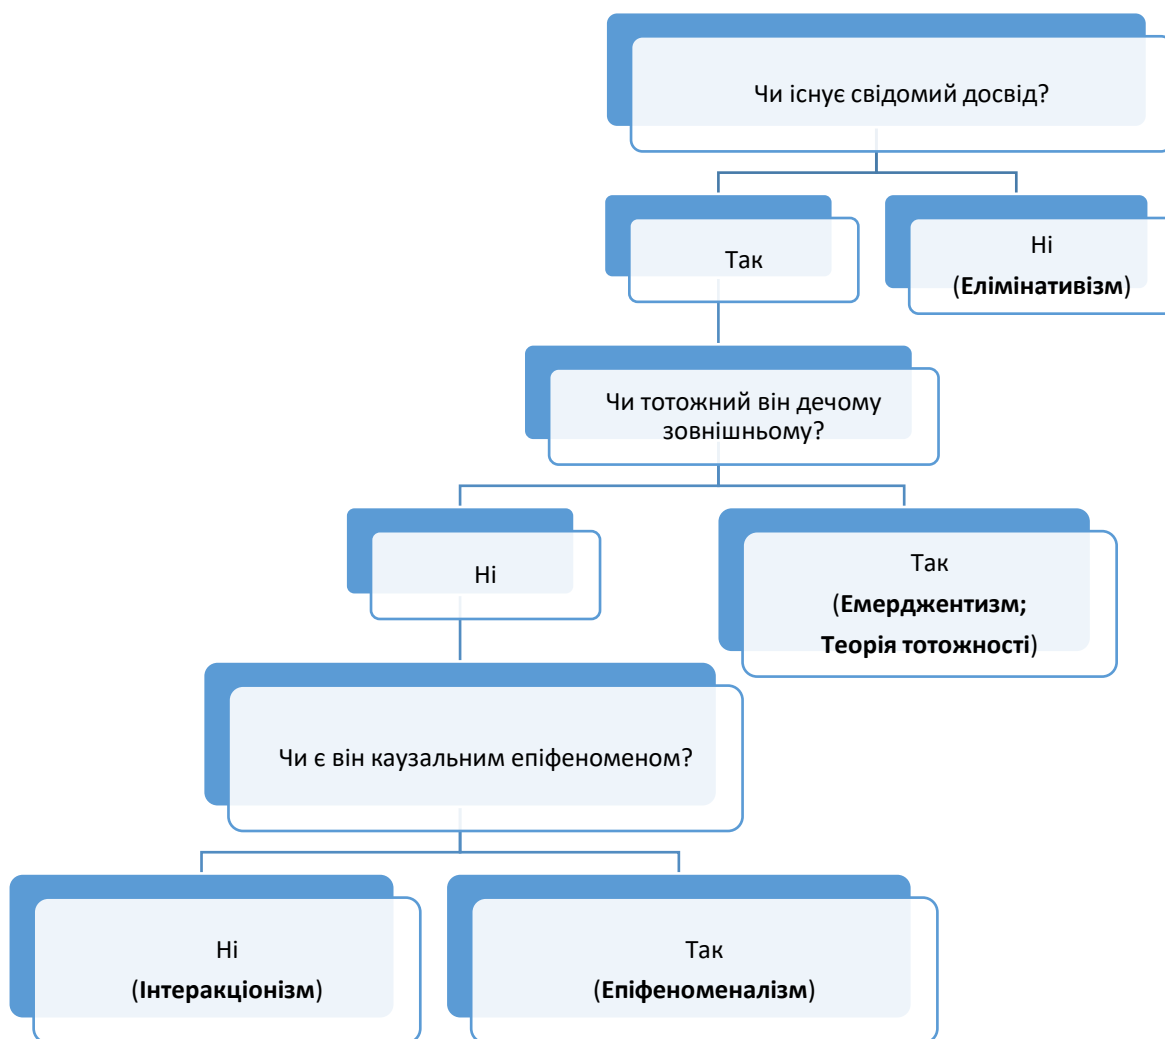 Чи існує свідомий досвід?
Так
Ні
(Елімінативізм)
Чи тотожний він дечому
зовнішньому?
Ні
Так
(Емерджентизм;
Теорія тотожності)
Чи є він каузальним епіфеноменом?
Ні
(Інтеракціонізм)
Так
(Епіфеноменалізм)